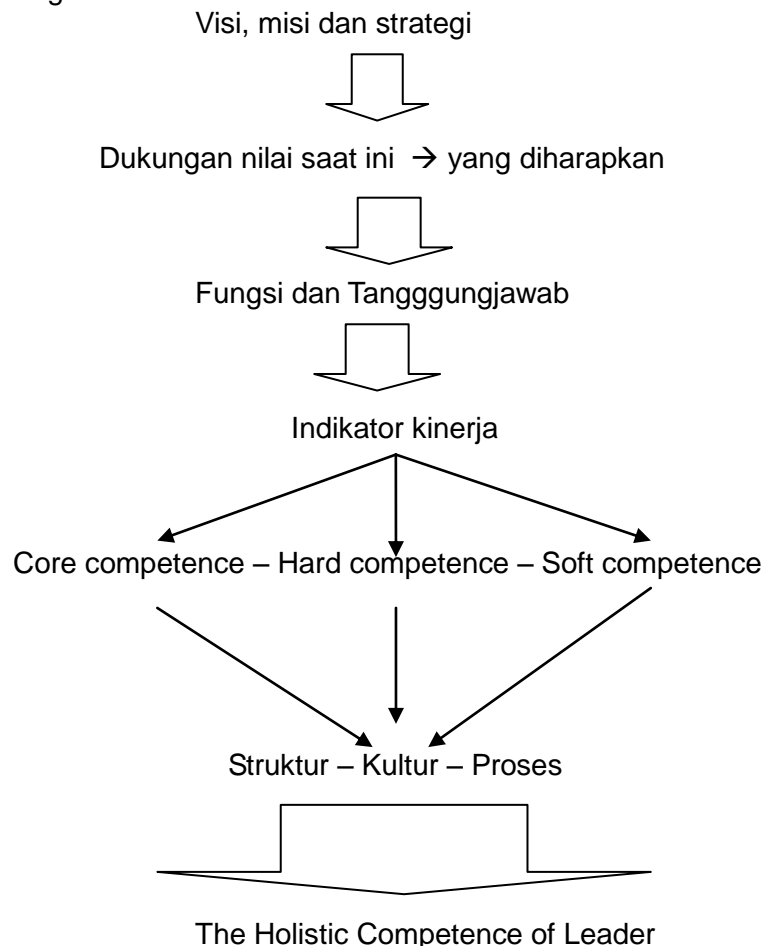 Visi, misi dan strategi
Dukungan nilai saat ini → yang diharapkan
Fungsi dan Tangggungjawab
Indikator kinerja
Core competence – Hard competence – Soft competence
Struktur – Kultur – Proses
The Holistic Competence of Leader